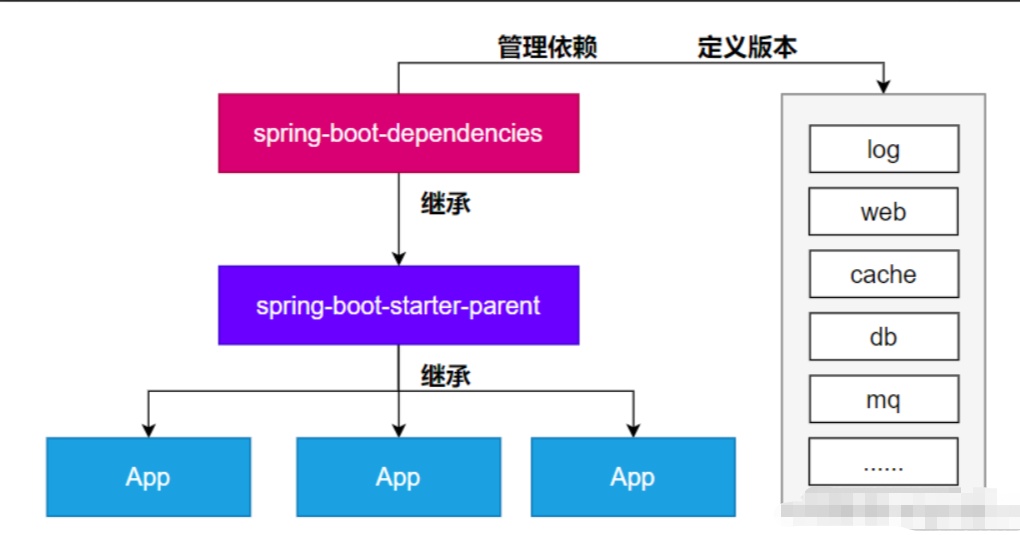 管理依赖 定义版本
spring-boot-dependencies
继承
spring-boot-starter-parent
继承
App App App
log
web
cache
db
mq
......